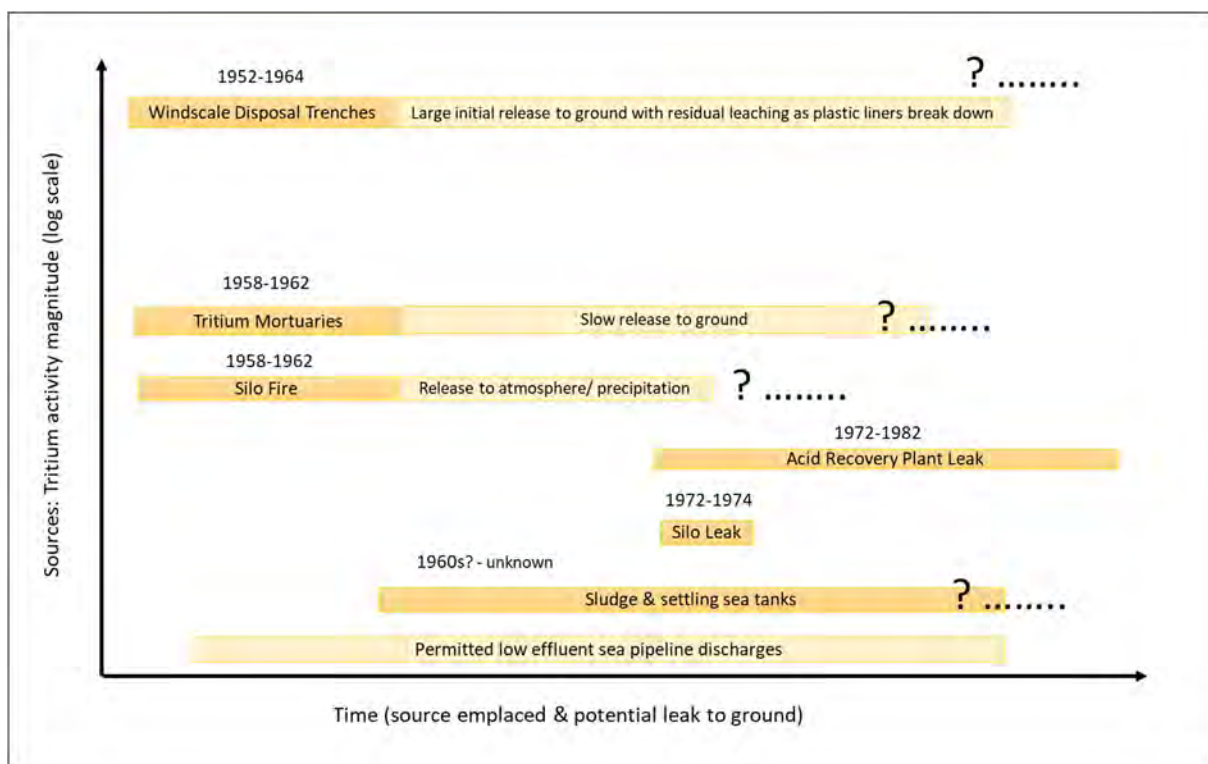 Sources: Tritium activity magnitude (log scale)
1952-1964
? ........
Windscale Disposal Trenches
Large initial release to ground with residual leaching as plastic liners break down
1958-1962
Tritium Mortuaries
Slow release to ground
? ........
1958-1962
Silo Fire
Release to atmosphere/ precipitation
? ........
1972-1982
Acid Recovery Plant Leak
1972-1974
Silo Leak
1960s? - unknown
Sludge & settling sea tanks
? ........
Permitted low effluent sea pipeline discharges
Time (source emplaced & potential leak to ground)